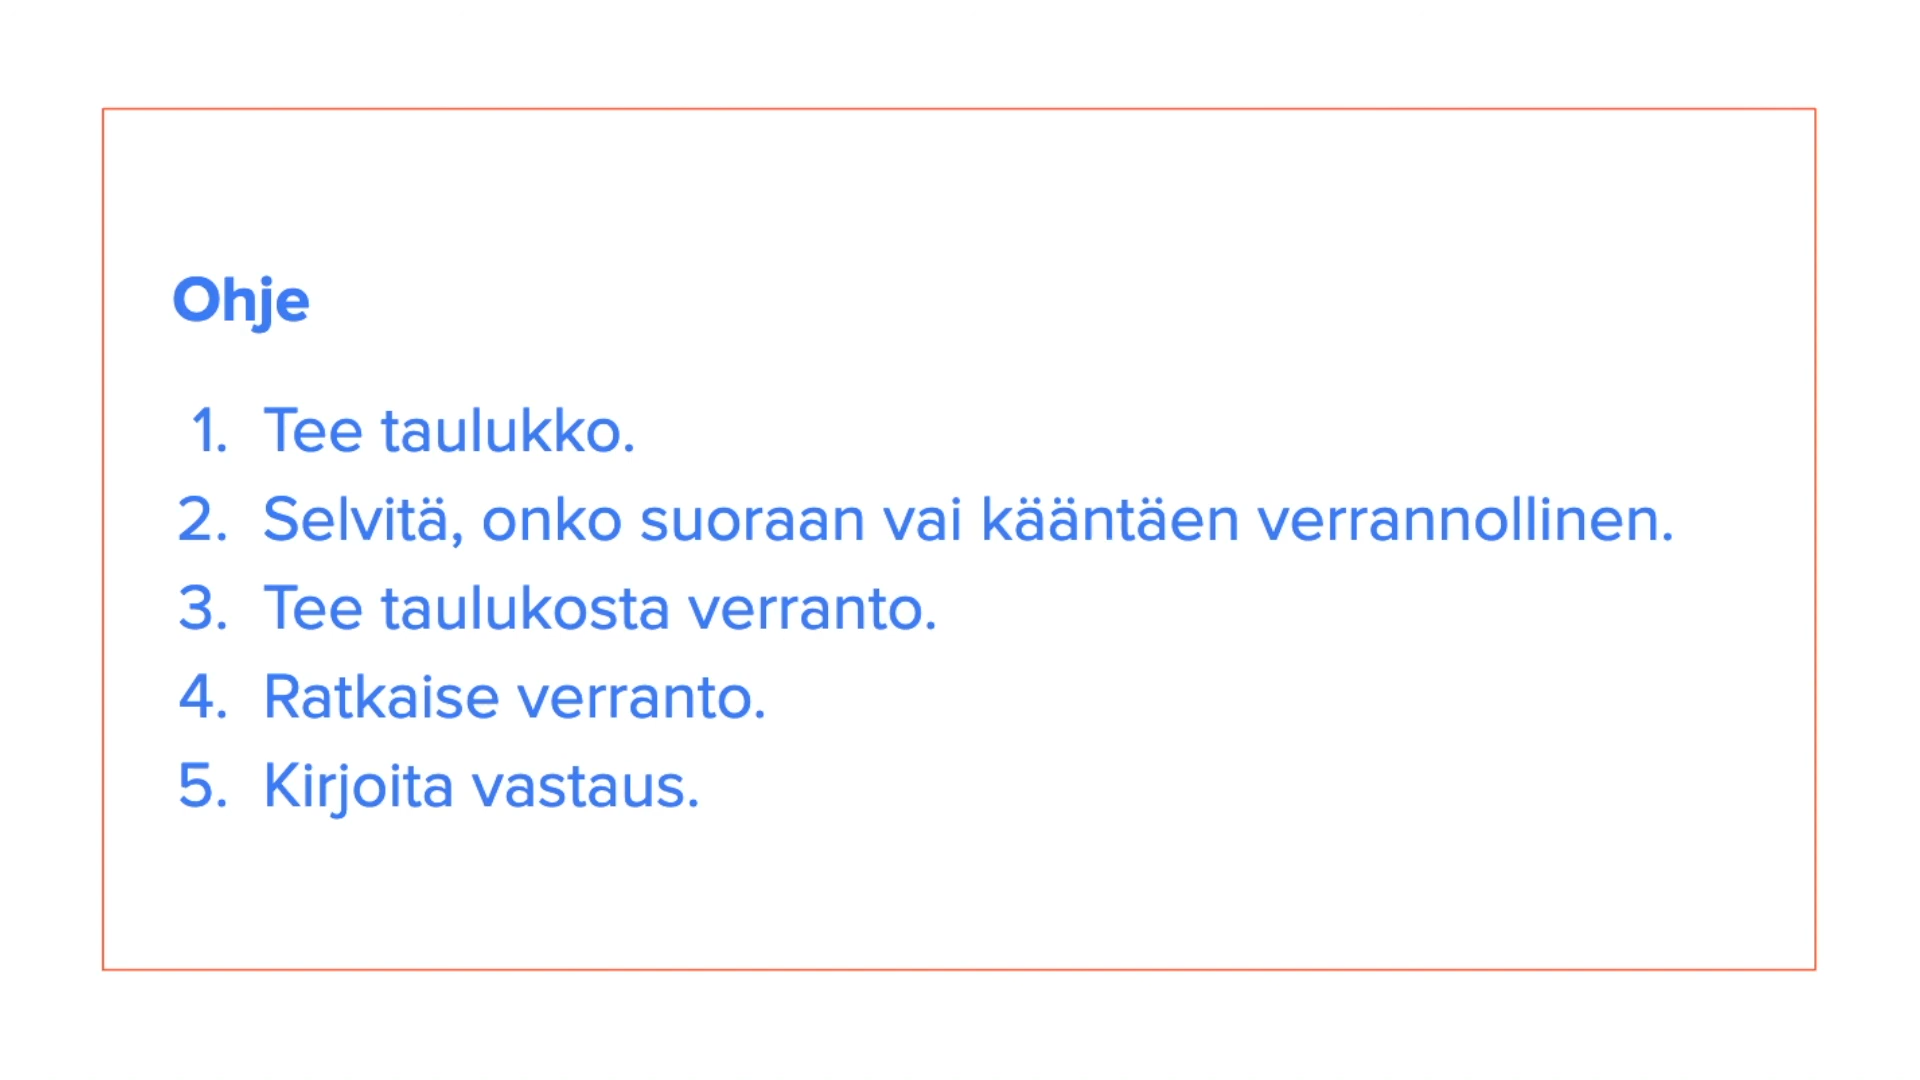 Ohje
1. Tee taulukko.
2. Selvitä, onko suoraan vai kääntäen verrannollinen.
3. Tee taulukosta verranto.
4. Ratkaise verranto.
5. Kirjoita vastaus.